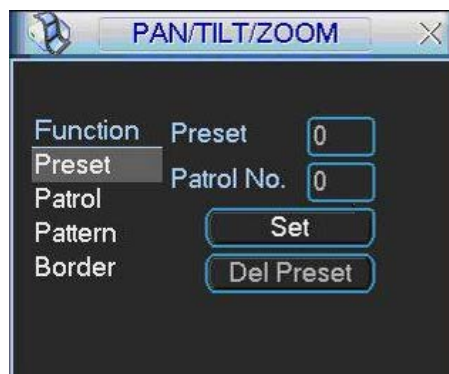 PAN/TILT/ZOOM
Function
Preset
Patrol
Pattern
Border
Preset 0
Patrol No. 0
Set
Del Preset